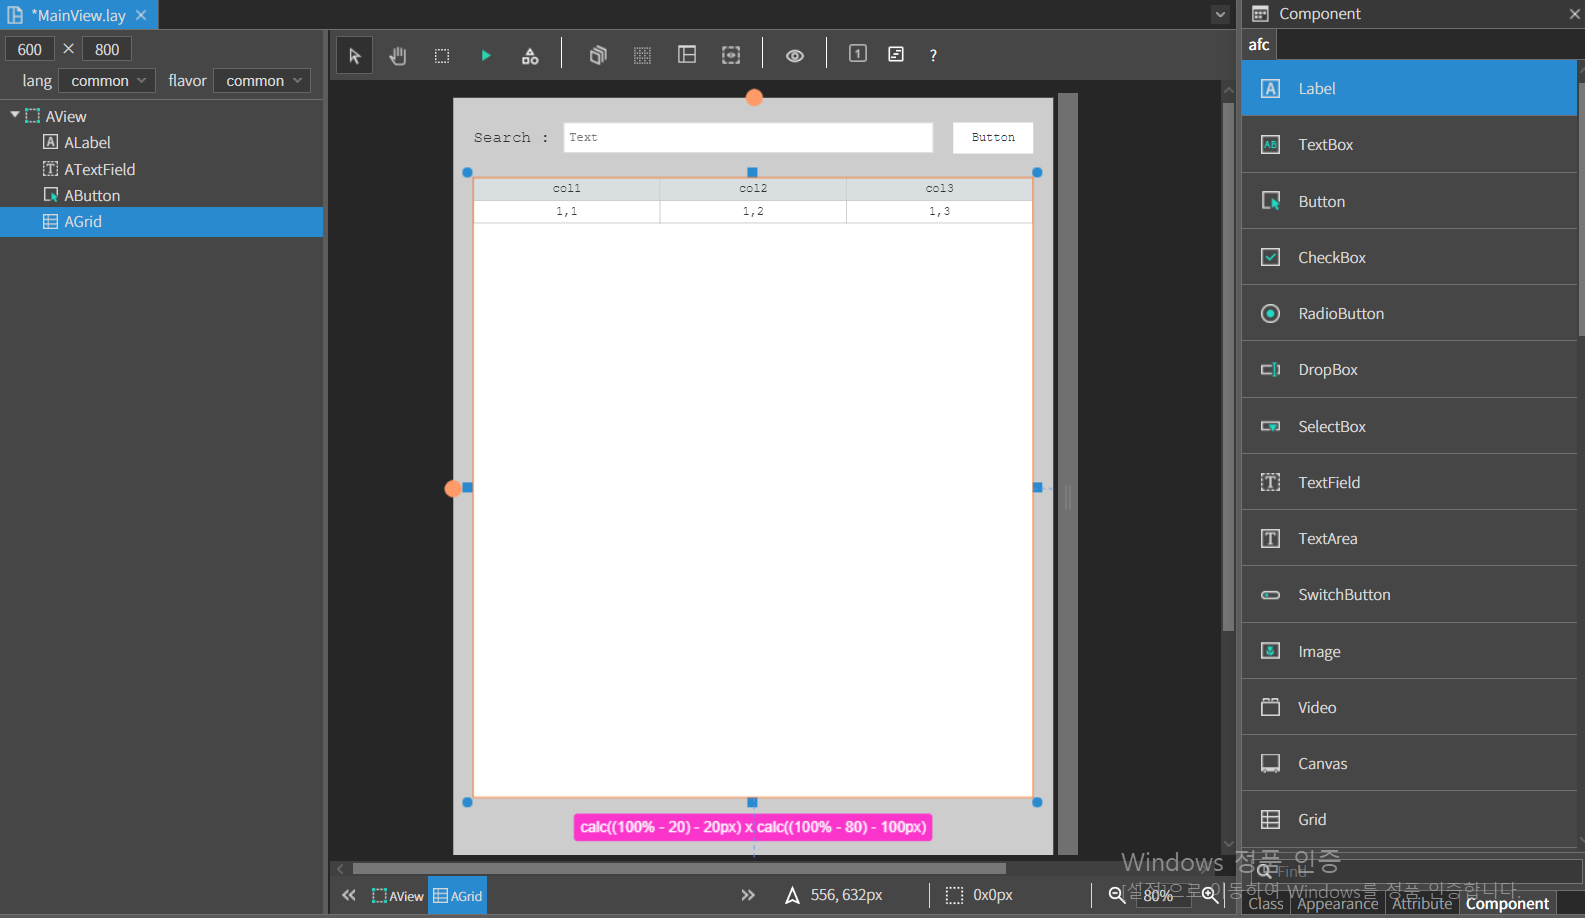 *MainView.lay
600 × 800
lang common flavor common
AView
ALabel
ATextField
AButton
AGrid
1 ?
Search : Text Button
col1 col2 col3
1,1 1,2 1,3
calc((100% - 20) - 20px) x calc((100% - 80) - 100px)
AView AGrid 556, 632px 0x0px 80%
Component
afc
Label
TextBox
Button
CheckBox
RadioButton
DropBox
SelectBox
TextField
TextArea
SwitchButton
Image
Video
Canvas
Grid
Find
Class Appearance Attribute Component
Windows 정품 인증
[설정]으로 이동하여 Windows를 정품 인증합니다.